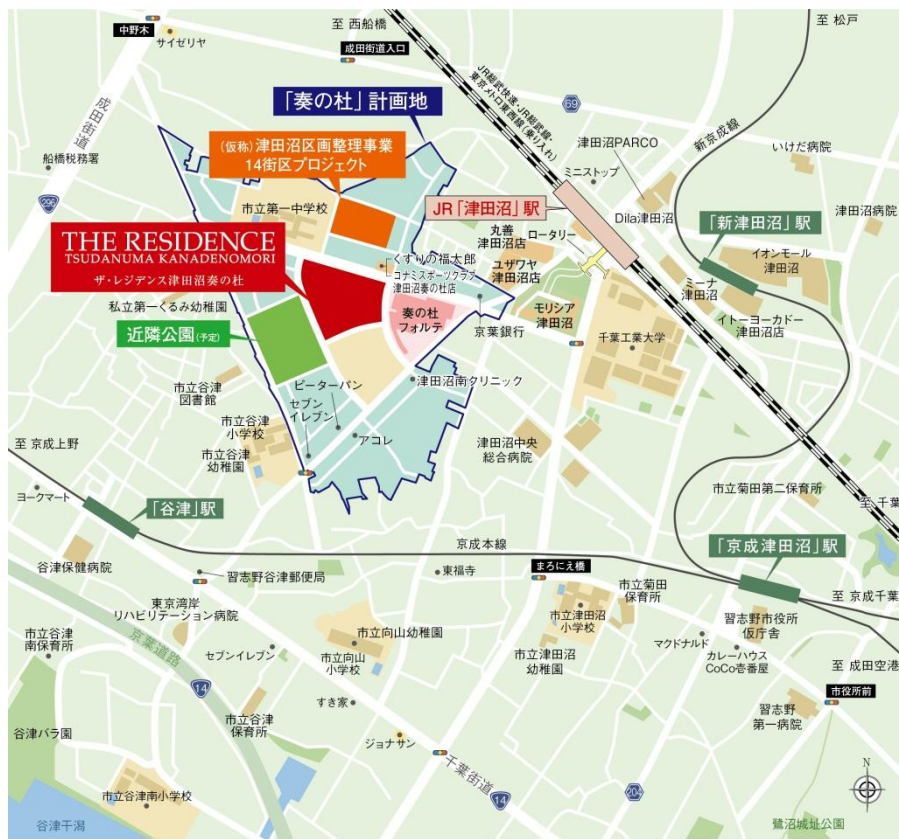 至 西船橋
至 松戸
中野木
サイゼリヤ
成田街道入口
JR総武快速・JR総武線・
東京メトロ東西線(乗り入れ)
69
新京成線
成田街道
「奏の杜」計画地
津田沼PARCO
いけだ病院
船橋税務署
(仮称)津田沼区画整理事業
14街区プロジェクト
ミニストップ
296
市立第一中学校
JR「津田沼」駅
Dila津田沼
津田沼病院
丸善
津田沼店
ロータリー
「新津田沼」駅
THE RESIDENCE
TSUDANUMA KANADENOMORI
ザ・レジデンス津田沼奏の杜
くすりの福太郎
コナミスポーツクラブ
津田沼奏の杜店
ユザワヤ
津田沼店
イオンモール
津田沼
ミーナ
津田沼
私立第一くるみ幼稚園
奏の杜
フォルテ
モリシア
津田沼
イトーヨーカドー
津田沼店
近隣公園(予定)
京葉銀行
千葉工業大学
市立谷津
図書館
ピーターパン
津田沼南クリニック
セブン
イレブン
市立谷津
小学校
アコレ
津田沼中央
総合病院
至 京成上野
市立谷津
幼稚園
ヨークマート
市立菊田第二保育所
至 千葉
「谷津」駅
京成本線
「京成津田沼」駅
谷津保健病院
習志野谷津郵便局
東福寺
まろにえ橋
市立菊田
保育所
至 京成千葉
東京湾岸
リハビリテーション病院
市立津田沼
小学校
習志野市役所
仮庁舎
市立谷津
南保育所
京葉道路
市立向山幼稚園
マクドナルド
セブンイレブン
市立向山
小学校
市立津田沼
幼稚園
カレーハウス
CoCo壱番屋
至 成田空港
14
すき家
市役所前
谷津バラ園
市立谷津
保育所
習志野
第一病院
ジョナサン
千葉街道
N
市立谷津南小学校
14
204
谷津干潟
鷺沼城址公園